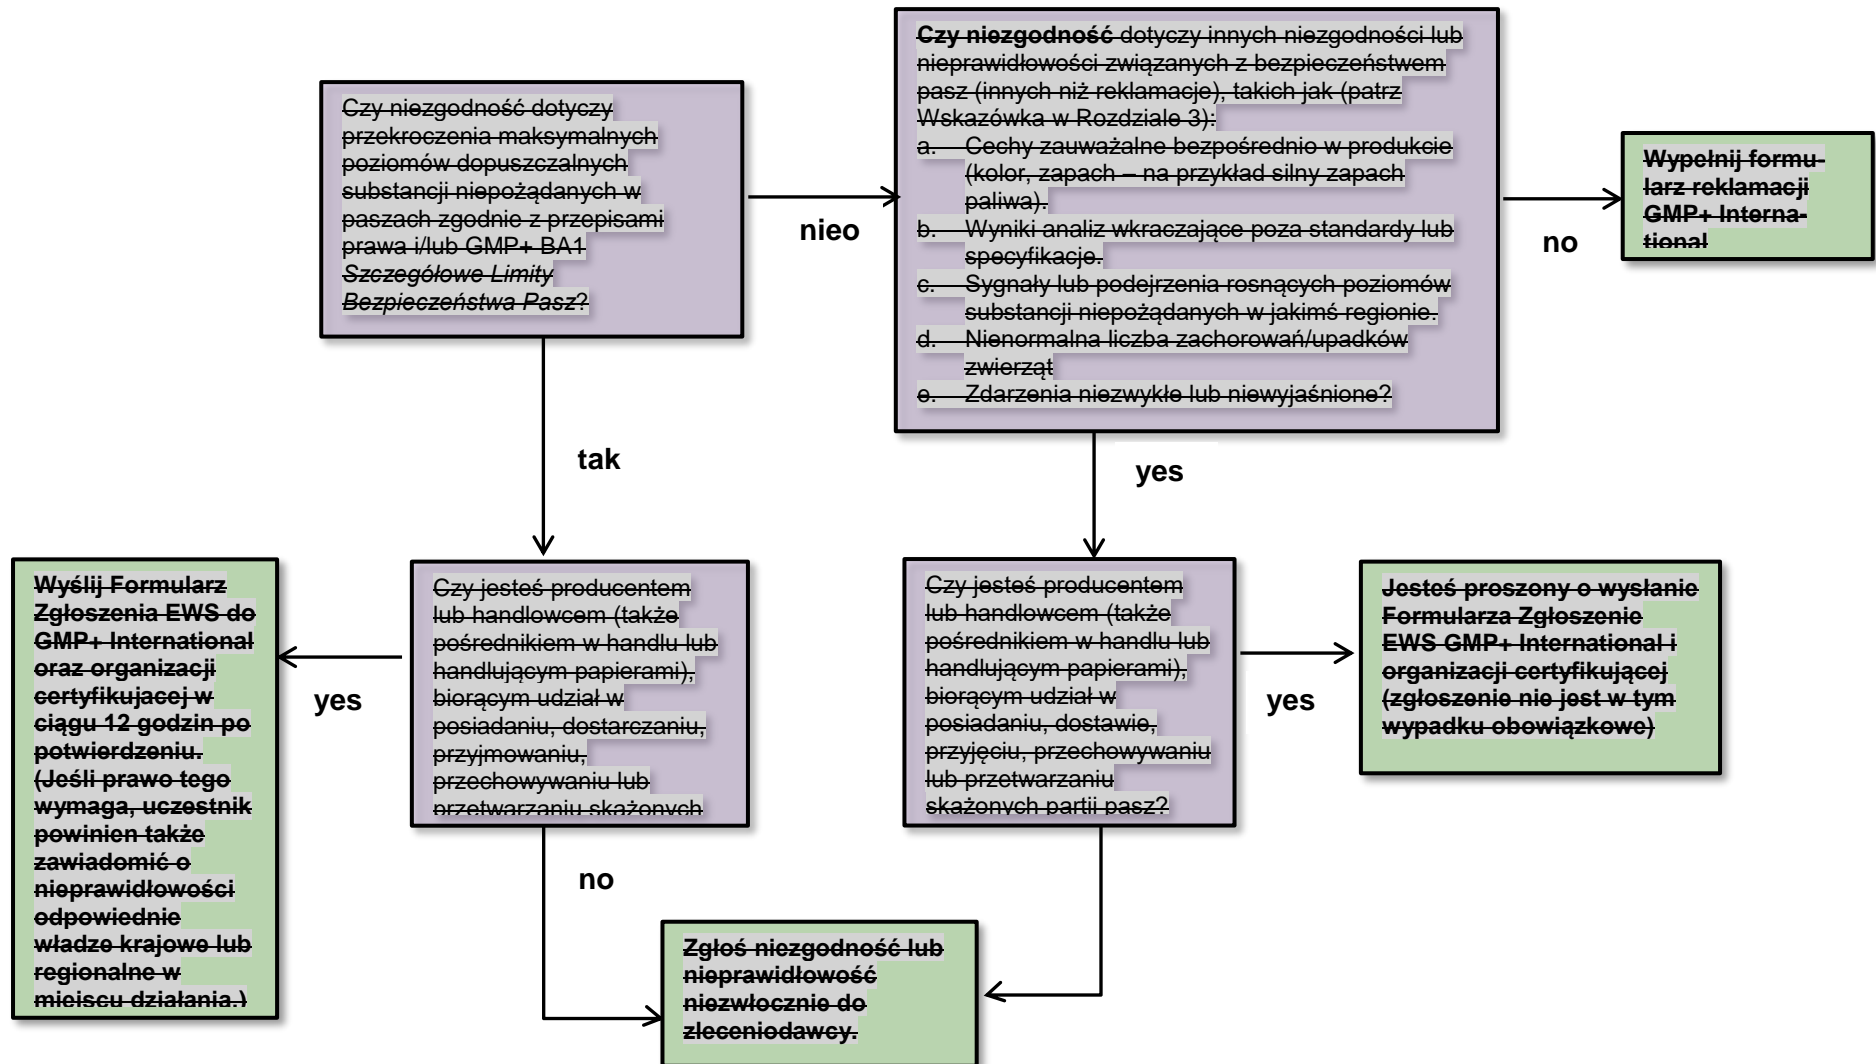 Czy niezgodność dotyczy
przekroczenia maksymalnych
poziomów dopuszczalnych
substancji niepożądanych w
paszach zgodnie z przepisami
prawa i/lub GMP+ BA1
Szczegółowe Limity
Bezpieczeństwa Pasz?
nieo
Czy niezgodność dotyczy innych niezgodności lub
nieprawidłowości związanych z bezpieczeństwem
pasz (innych niż reklamacje), takich jak (patrz
Wskazówka w Rozdziale 3):
a. Cechy zauważalne bezpośrednio w produkcie
(kolor, zapach – na przykład silny zapach
paliwa).
b. Wyniki analiz wkraczające poza standardy lub
specyfikacje.
c. Sygnały lub podejrzenia rosnących poziomów
substancji niepożądanych w jakimś regionie.
d. Nienormalna liczba zachorowań/upadków
zwierząt
e. Zdarzenia niezwykłe lub niewyjaśnione?
no
Wypełnij formu-
larz reklamacji
GMP+ Interna-
tional
tak
yes
Wyślij Formularz
Zgłoszenia EWS do
GMP+ International
oraz organizacji
certyfikujacej w
ciągu 12 godzin po
potwierdzeniu.
(Jeśli prawo tego
wymaga, uczestnik
powinien także
zawiadomić o
nieprawidłowości
odpowiednie
władze krajowe lub
regionalne w
miejscu działania.)
yes
Czy jesteś producentem
lub handlowcem (także
pośrednikiem w handlu lub
handlującym papierami),
biorącym udział w
posiadaniu, dostarczaniu,
przyjmowaniu,
przechowywaniu lub
przetwarzaniu skażonych
Czy jesteś producentem
lub handlowcem (także
pośrednikiem w handlu lub
handlującym papierami),
biorącym udział w
posiadaniu, dostawie,
przyjęciu, przechowywaniu
lub przetwarzaniu
skażonych partii pasz?
yes
Jesteś proszony o wysłanie
Formularza Zgłoszenie
EWS GMP+ International i
organizacji certyfikującej
(zgłoszenie nie jest w tym
wypadku obowiązkowe)
no
Zgłoś niezgodność lub
nieprawidłowość
niezwłocznie do
zleceniodawcy.